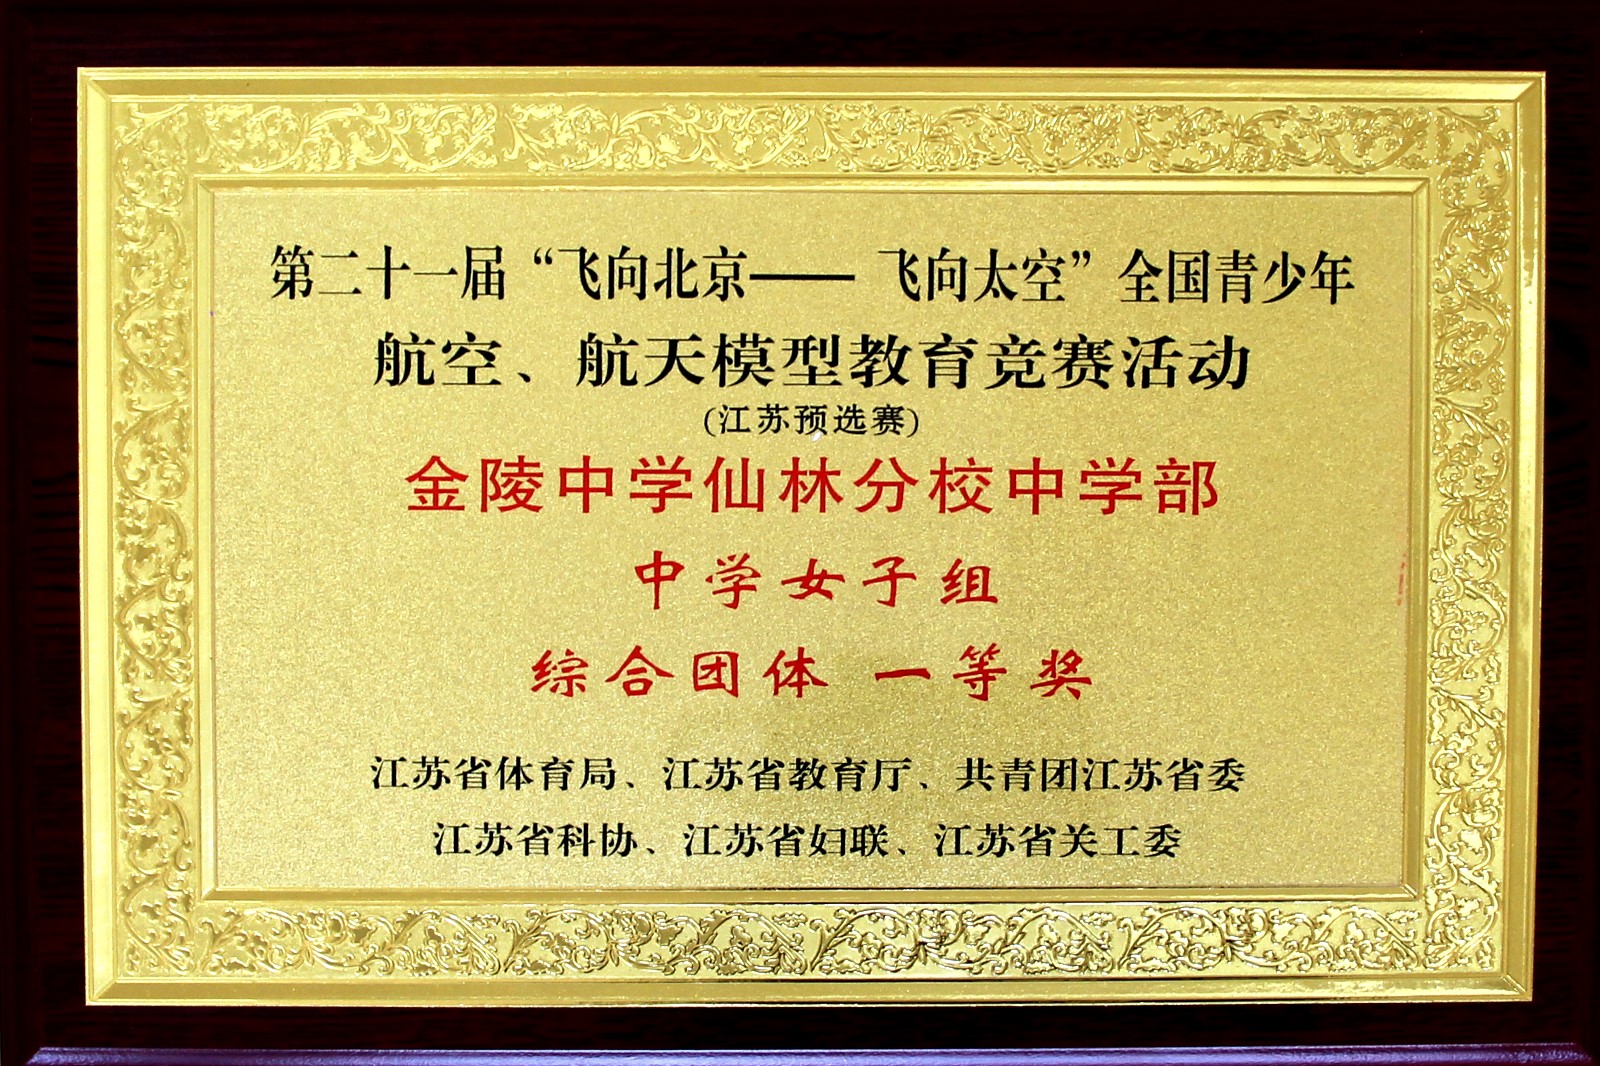 第二十一届“飞向北京—— 飞向太空”全国青少年
航空、航天模型教育竞赛活动
(江苏预选赛)
金陵中学仙林分校中学部
中学女子组
综合团体 一等奖
江苏省体育局、江苏省教育厅、共青团江苏省委
江苏省科协、江苏省妇联、江苏省关工委